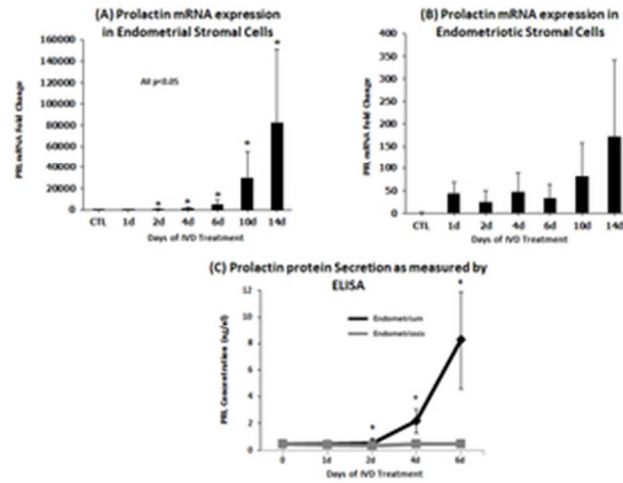 (A) Prolactin mRNA expression
in Endometrial Stromal Cells
PRL mRNA Fold Change
160000
140000
120000
100000
80000
60000
40000
20000
0
All p<0.05
*
*
*
*
*
CTL 1d 2d 4d 6d 10d 14d
Days of IVD Treatment
(B) Prolactin mRNA expression in
Endometriotic Stromal Cells
PRL mRNA Fold Change
400
350
300
250
200
150
100
50
0
CTL 1d 2d 4d 6d 10d 14d
Days of IVD Treatment
(C) Prolactin protein Secretion as measured by
ELISA
PRL Concentration (ng/ml)
12
10
8
6
4
2
0
Endometrium
Endometriosis
*
*
*
0 1d 2d 4d 6d
Days of IVD Treatment